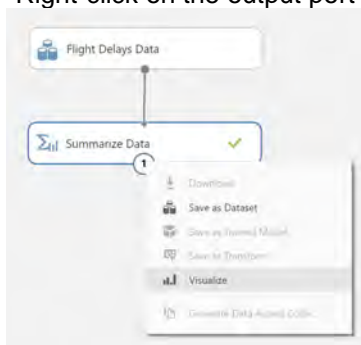 Right-click on the output port
Flight Delays Data
Summarize Data
1
Download
Save as Dataset
Save as Trained Model
Save as Transform
Visualize
Generate Data Access Code...